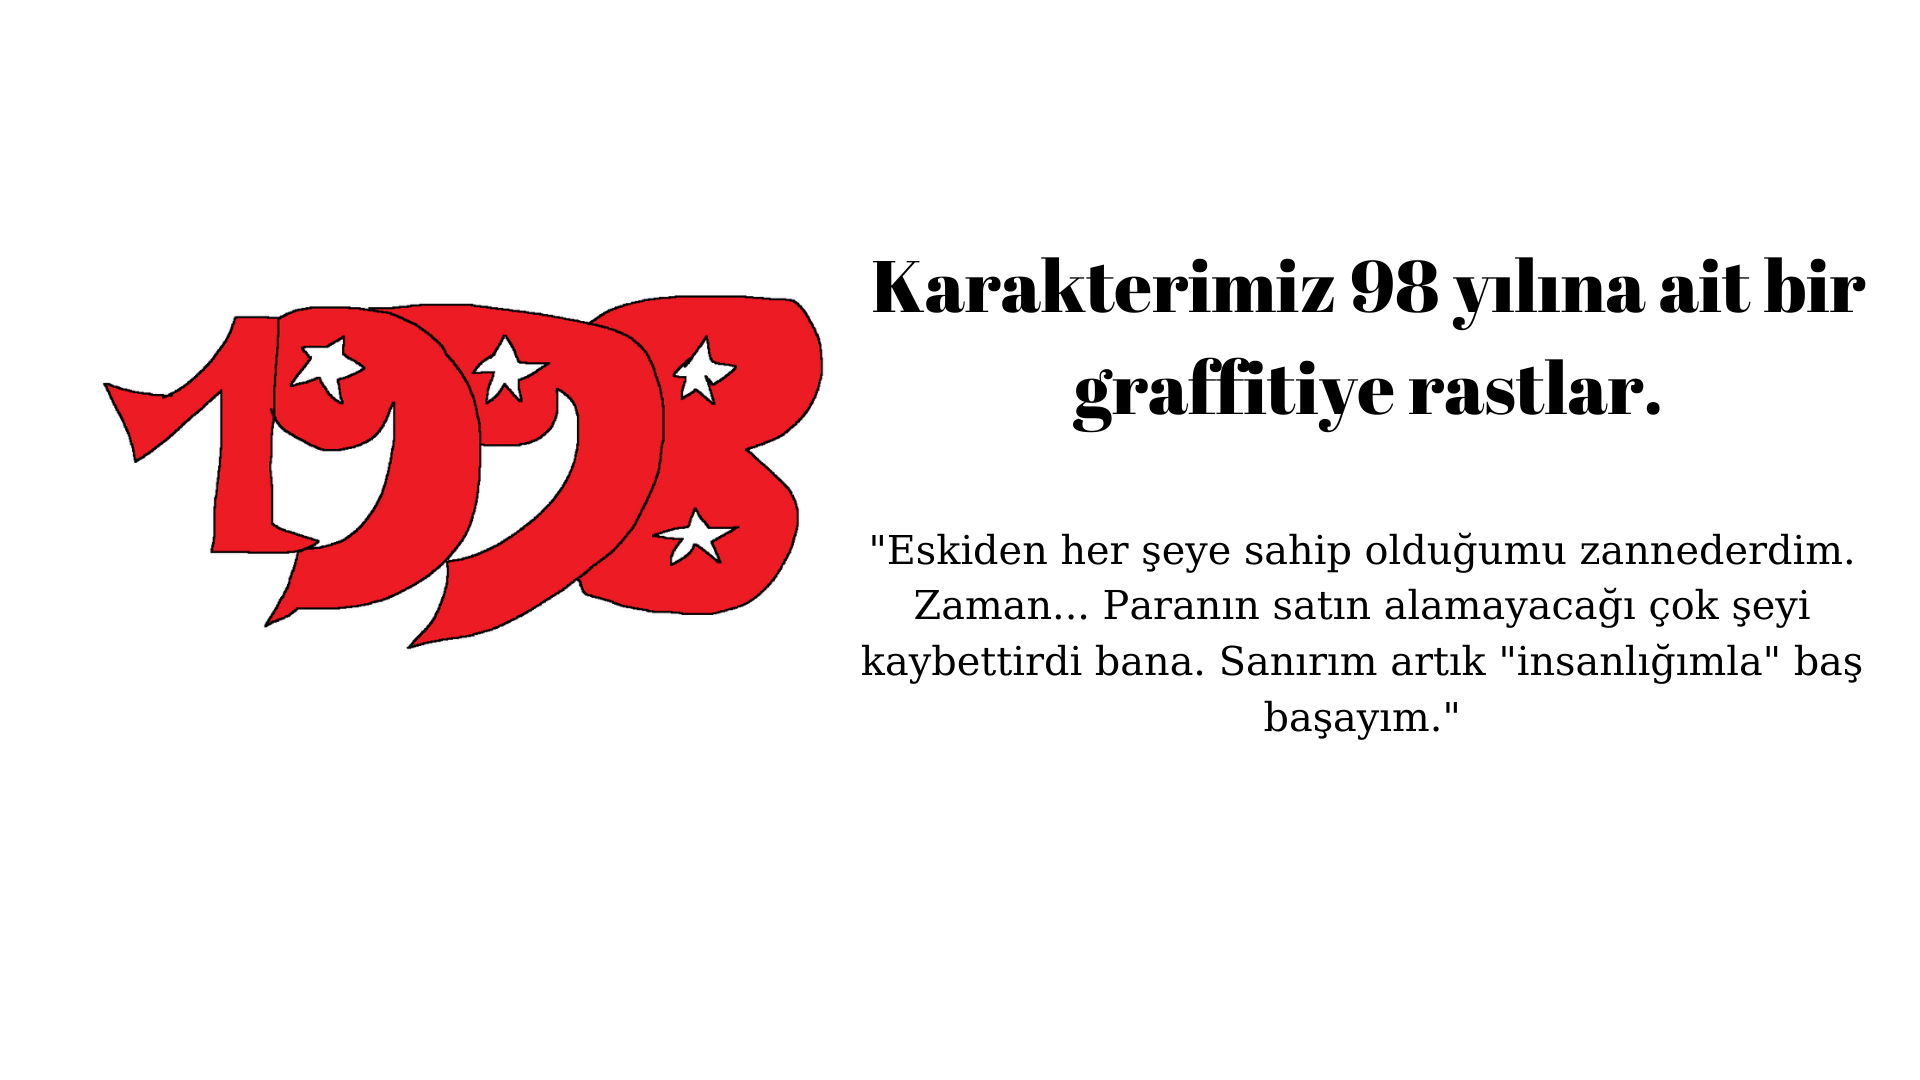 1998
Karakterimiz 98 yılına ait bir
graffitiye rastlar.
"Eskiden her şeye sahip olduğumu zannederdim.
Zaman... Paranın satın alamayacağı çok şeyi
kaybettirdi bana. Sanırım artık "insanlığımla" baş
başayım."